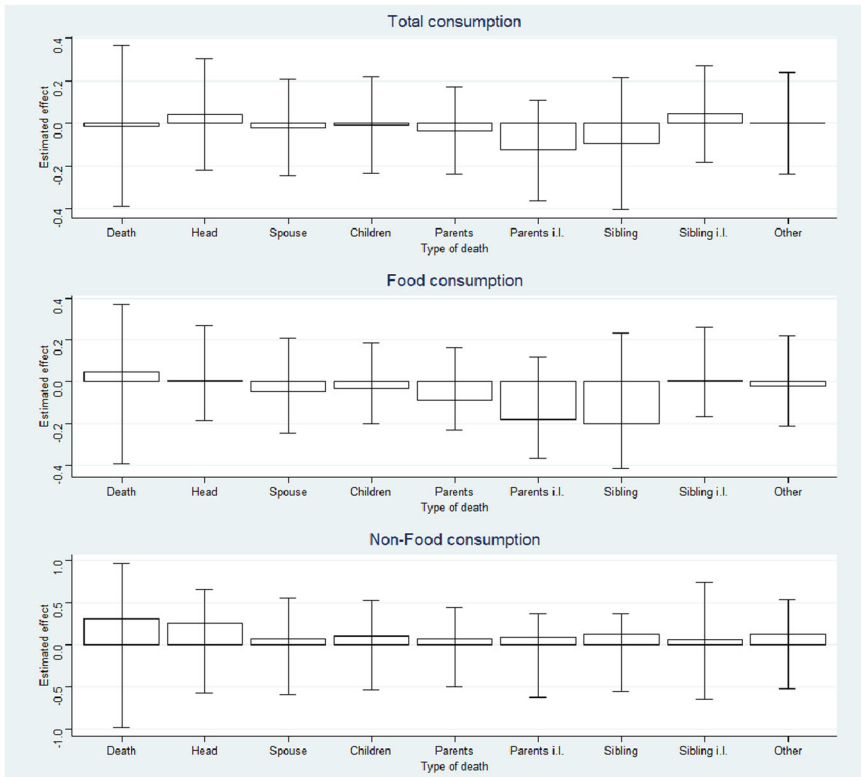 Total consumption
Estimated effect
0.4
0.2
0.0
-0.2
-0.4
Death Head Spouse Children Parents Parents i.l. Sibling Sibling i.l. Other
Type of death
Food consumption
Estimated effect
0.4
0.2
0.0
-0.2
-0.4
Death Head Spouse Children Parents Parents i.l. Sibling Sibling i.l. Other
Type of death
Non-Food consumption
Estimated effect
1.0
0.5
0.0
-0.5
-1.0
Death Head Spouse Children Parents Parents i.l. Sibling Sibling i.l. Other
Type of death